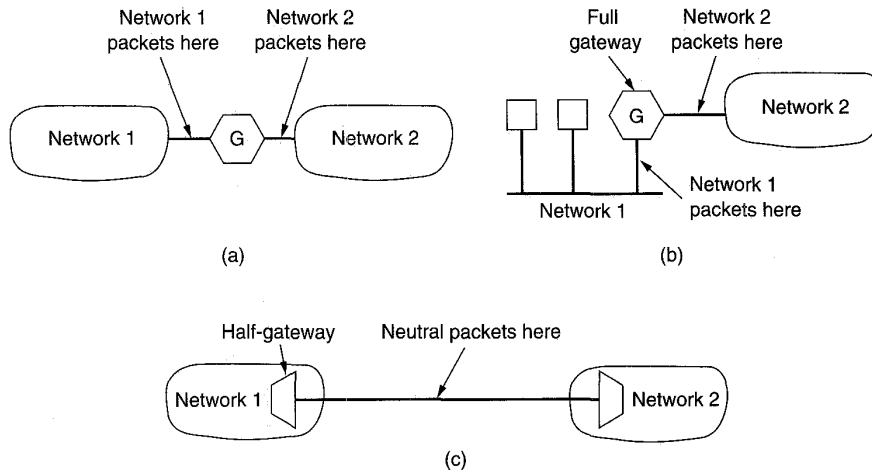 Network 1
packets here
Network 2
packets here
Network 1
G
Network 2
(a)
Full
gateway
Network 2
packets here
G
Network 2
Network 1
packets here
Network 1
(b)
Half-gateway
Neutral packets here
Network 1
Network 2
(c)